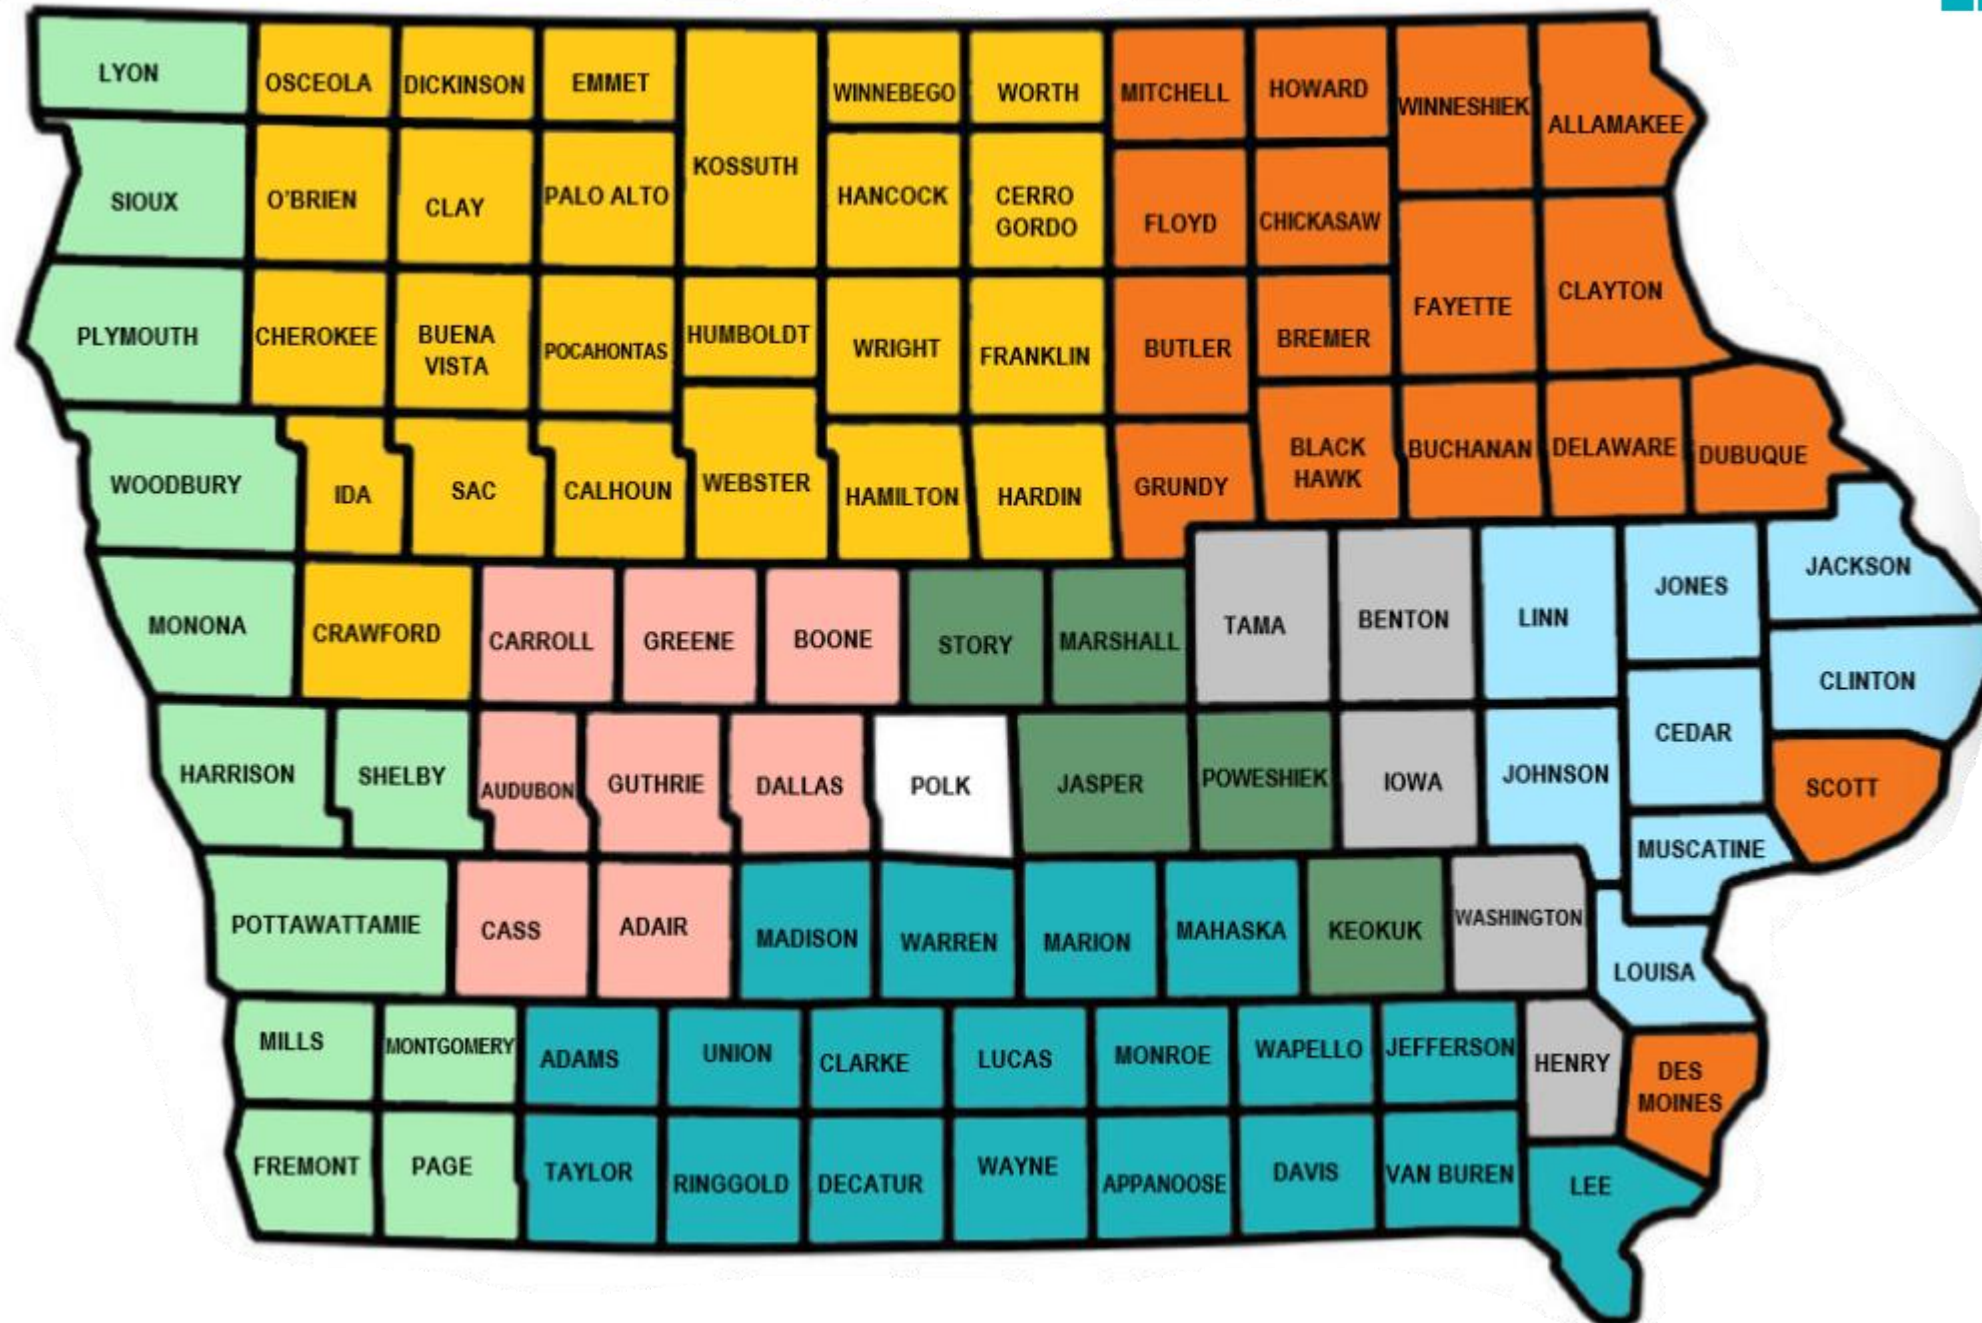 LYON
OSCEOLA
DICKINSON
EMMET
KOSSUTH
WINNEBEGO
WORTH
MITCHELL
HOWARD
WINNESHIEK
ALLAMAKEE
SIOUX
O'BRIEN
CLAY
PALO ALTO
HANCOCK
CERRO
GORDO
FLOYD
CHICKASAW
FAYETTE
CLAYTON
PLYMOUTH
CHEROKEE
BUENA
VISTA
POCAHONTAS
HUMBOLDT
WRIGHT
FRANKLIN
BUTLER
BREMER
WOODBURY
IDA
SAC
CALHOUN
WEBSTER
HAMILTON
HARDIN
GRUNDY
BLACK
HAWK
BUCHANAN
DELAWARE
DUBUQUE
MONONA
CRAWFORD
CARROLL
GREENE
BOONE
STORY
MARSHALL
TAMA
BENTON
LINN
JONES
JACKSON
CLINTON
HARRISON
SHELBY
AUDUBON
GUTHRIE
DALLAS
POLK
JASPER
POWESHIEK
IOWA
JOHNSON
CEDAR
SCOTT
MUSCATINE
POTTAWATTAMIE
CASS
ADAIR
MADISON
WARREN
MARION
MAHASKA
KEOKUK
WASHINGTON
LOUISA
MILLS
MONTGOMERY
ADAMS
UNION
CLARKE
LUCAS
MONROE
WAPELLO
JEFFERSON
HENRY
DES
MOINES
FREMONT
PAGE
TAYLOR
RINGGOLD
DECATUR
WAYNE
APPANOOSE
DAVIS
VAN BUREN
LEE